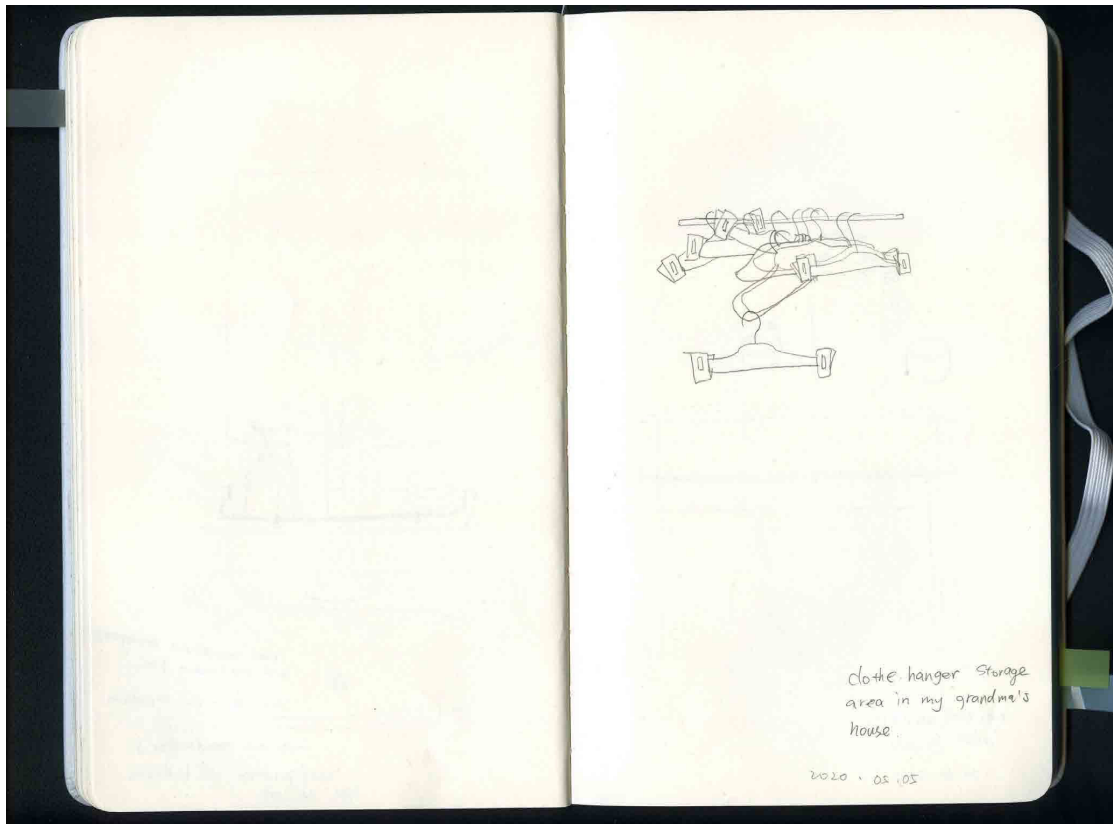 clothe hanger storage
area in my grandma's
house.
2020 . 05 .05